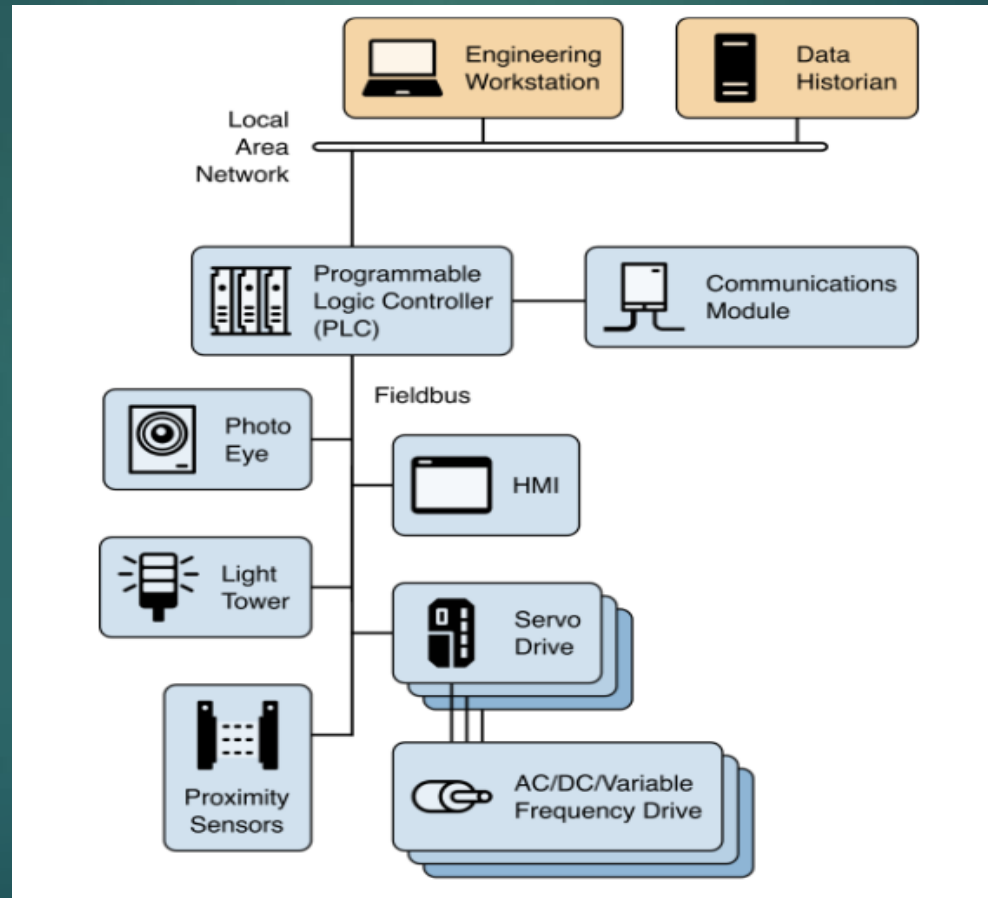 Engineering
Workstation
Data
Historian
Local
Area
Network
Programmable
Logic Controller
(PLC)
Communications
Module
Fieldbus
Photo
Eye
HMI
Light
Tower
Servo
Drive
Proximity
Sensors
AC/DC/Variable
Frequency Drive